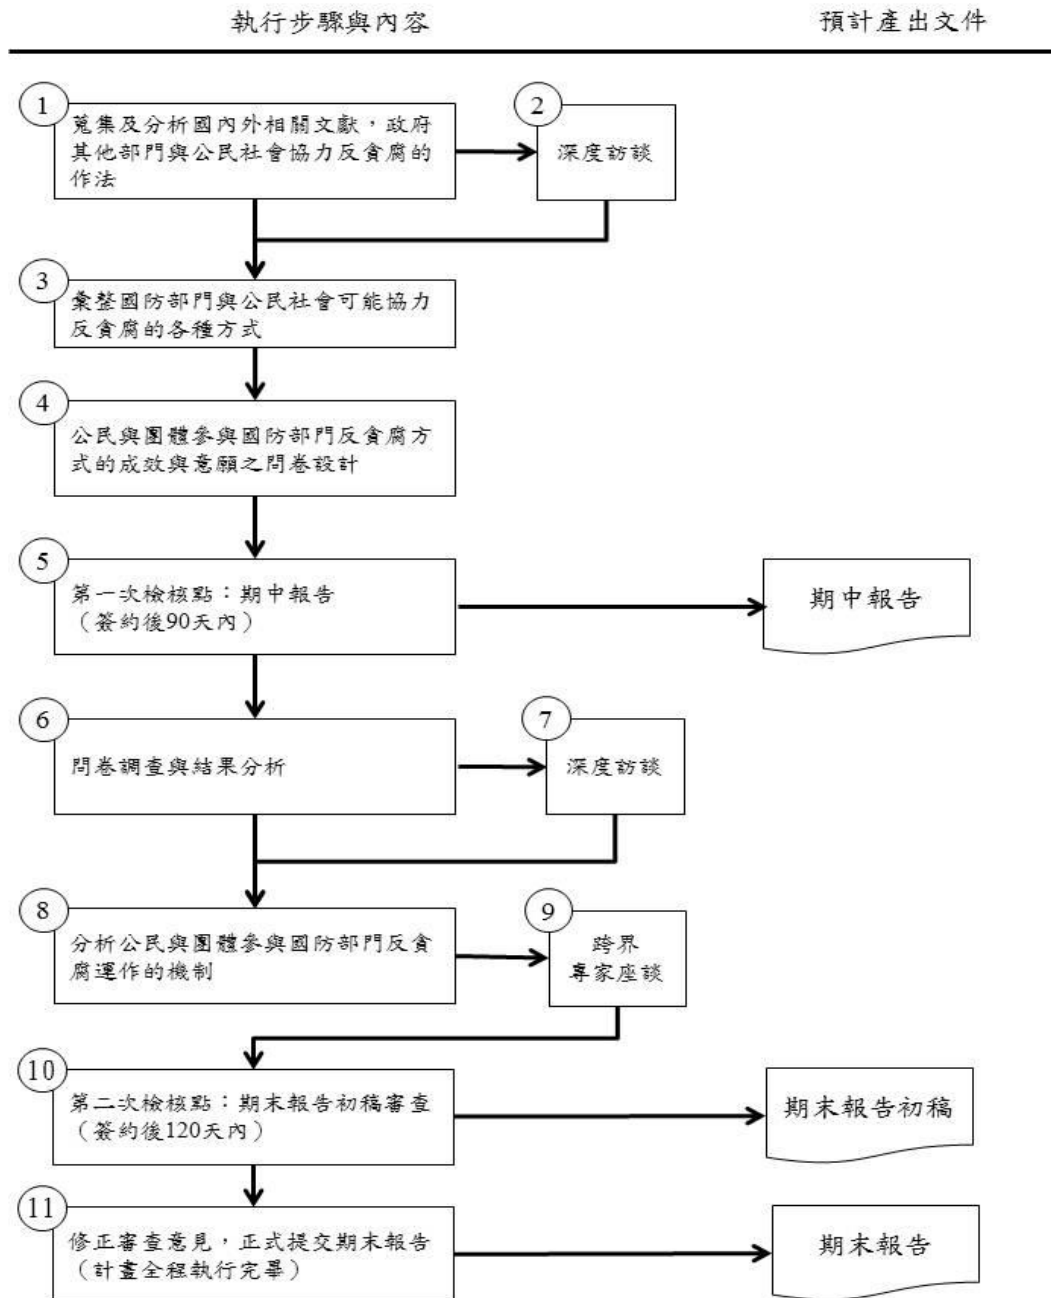 執行步驟與內容
預計產出文件
1
蒐集及分析國內外相關文獻，政府
其他部門與公民社會協力反貪腐的
作法
2
深度訪談
3
彙整國防部門與公民社會可能協力
反貪腐的各種方式
4
公民與團體參與國防部門反貪腐方
式的成效與意願之問卷設計
5
第一次檢核點：期中報告
（簽約後90天內）
期中報告
6
問卷調查與結果分析
7
深度訪談
8
分析公民與團體參與國防部門反貪
腐運作的機制
9
跨界
專家座談
10
第二次檢核點：期末報告初稿審查
（簽約後120天內）
期末報告初稿
11
修正審查意見，正式提交期末報告
（計畫全程執行完畢）
期末報告